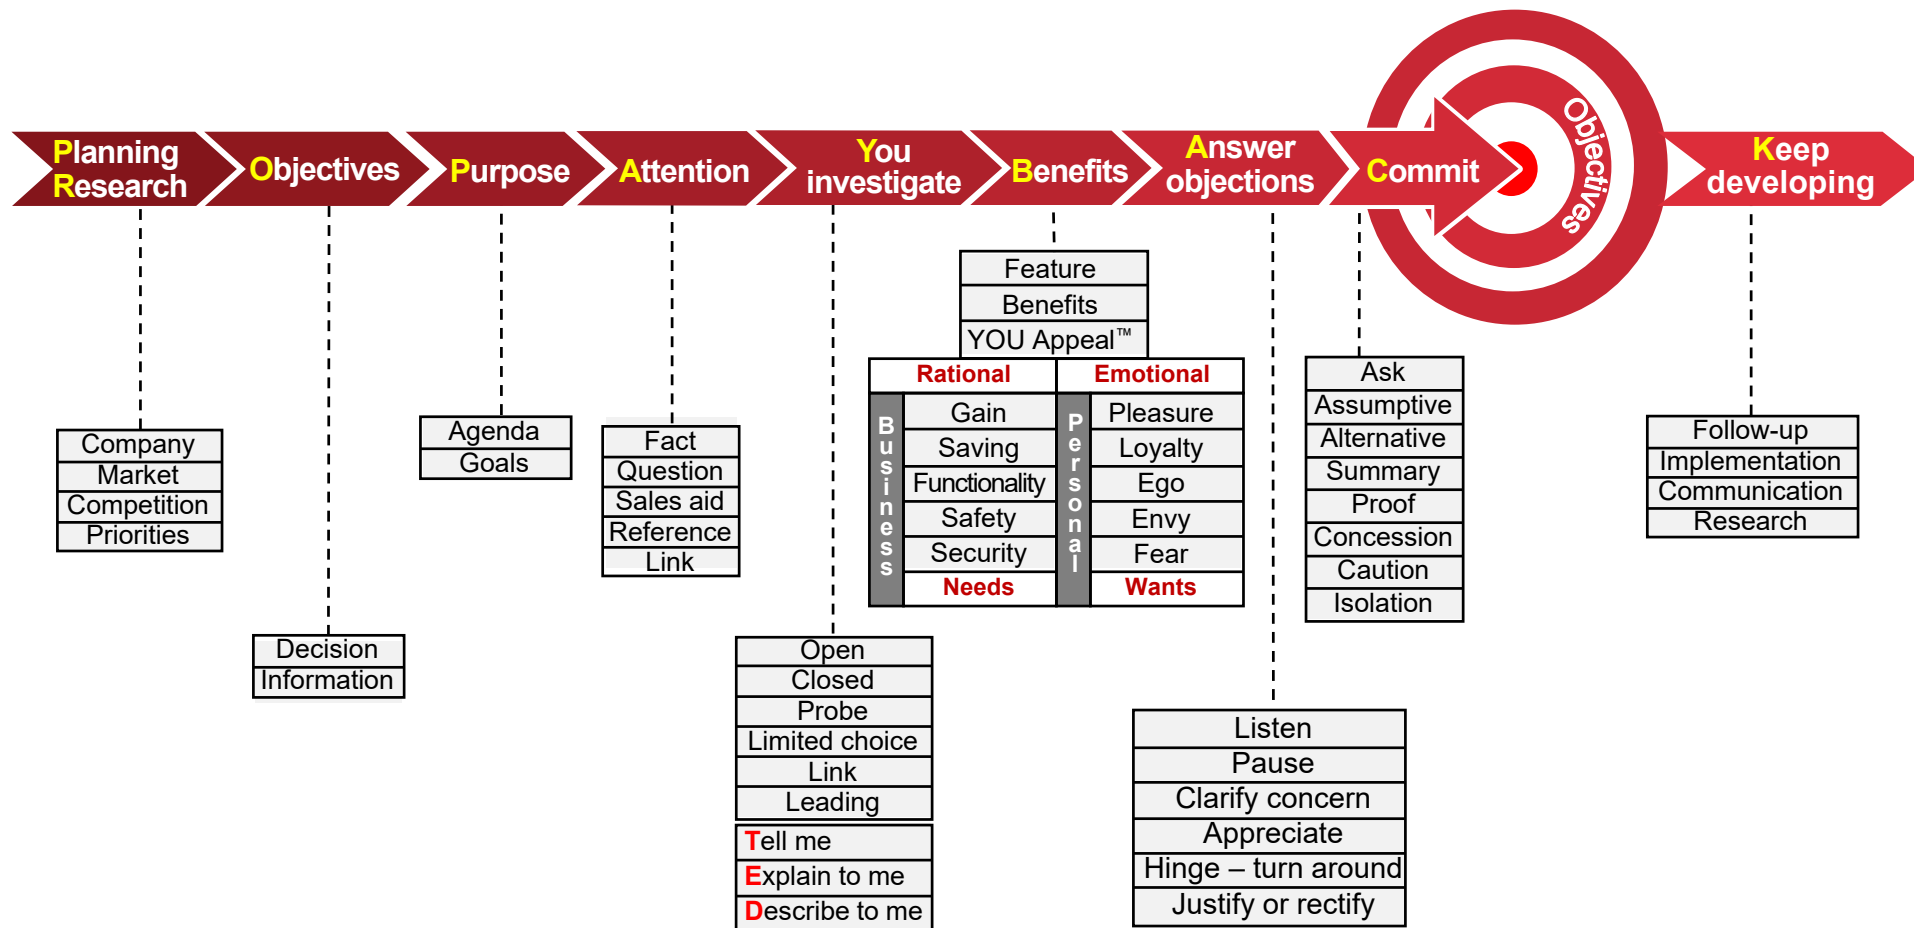 Planning
Research
Objectives
Purpose
Attention
You
investigate
Benefits
Answer
objections
Commit
Objectives
Keep
developing
Company
Market
Competition
Priorities
Decision
Information
Agenda
Goals
Fact
Question
Sales aid
Reference
Link
Open
Closed
Probe
Limited choice
Link
Leading
Tell me
Explain to me
Describe to me
Feature
Benefits
YOU Appeal™
Rational
Emotional
Business
Gain
Saving
Functionality
Safety
Security
Needs
Personal
Pleasure
Loyalty
Ego
Envy
Fear
Wants
Listen
Pause
Clarify concern
Appreciate
Hinge – turn around
Justify or rectify
Ask
Assumptive
Alternative
Summary
Proof
Concession
Caution
Isolation
Follow-up
Implementation
Communication
Research